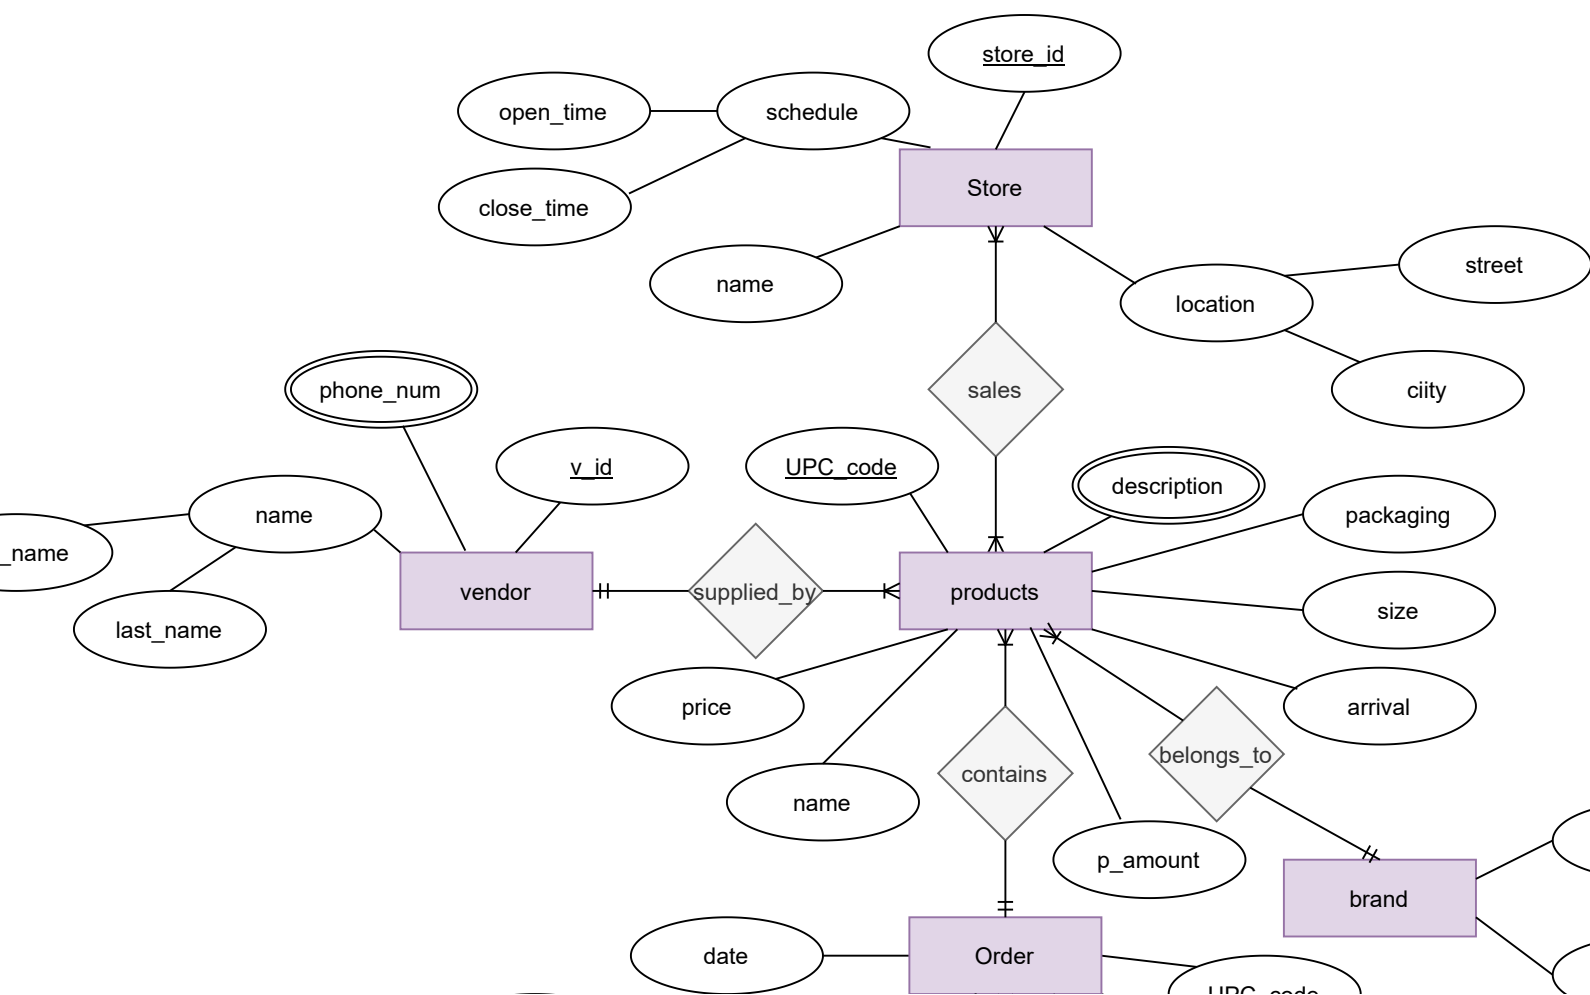 store_id
open_time
schedule
Store
close_time
street
name
location
sales
phone_num
ciity
v_id
UPC_code
description
name
packaging
_name
vendor
supplied_by
products
size
last_name
price
arrival
belongs_to
contains
name
p_amount
brand
date
Order
UPC_code